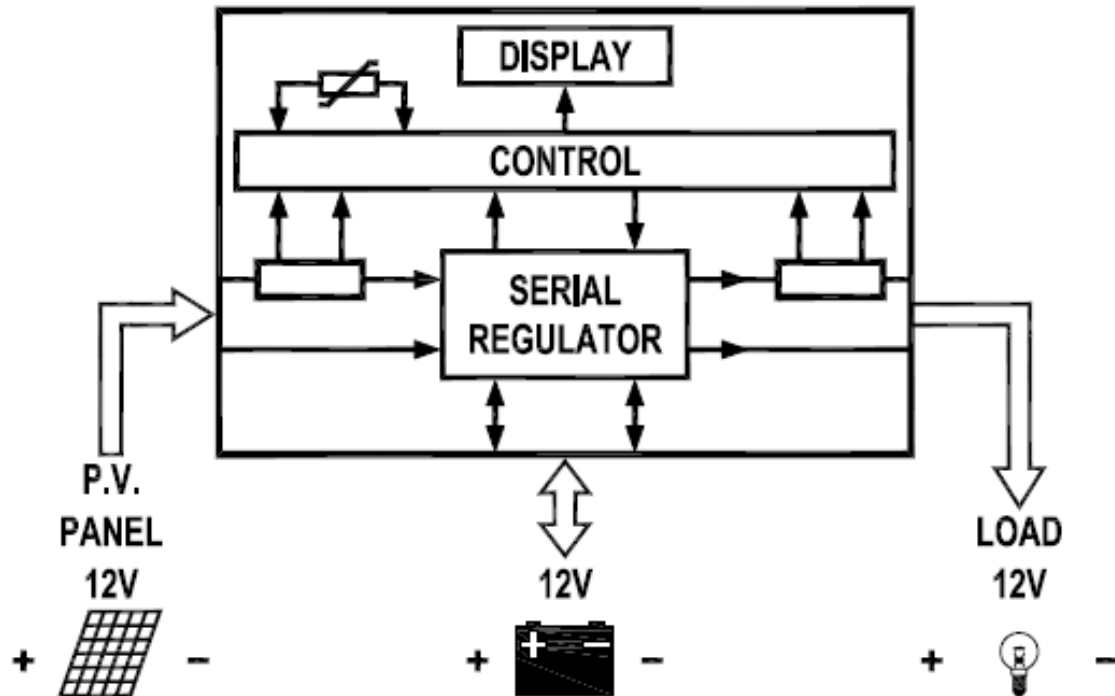 DISPLAY
CONTROL
SERIAL
REGULATOR
P.V.
PANEL
12V
+ −
12V
+ −
+ −
LOAD
12V
+ −